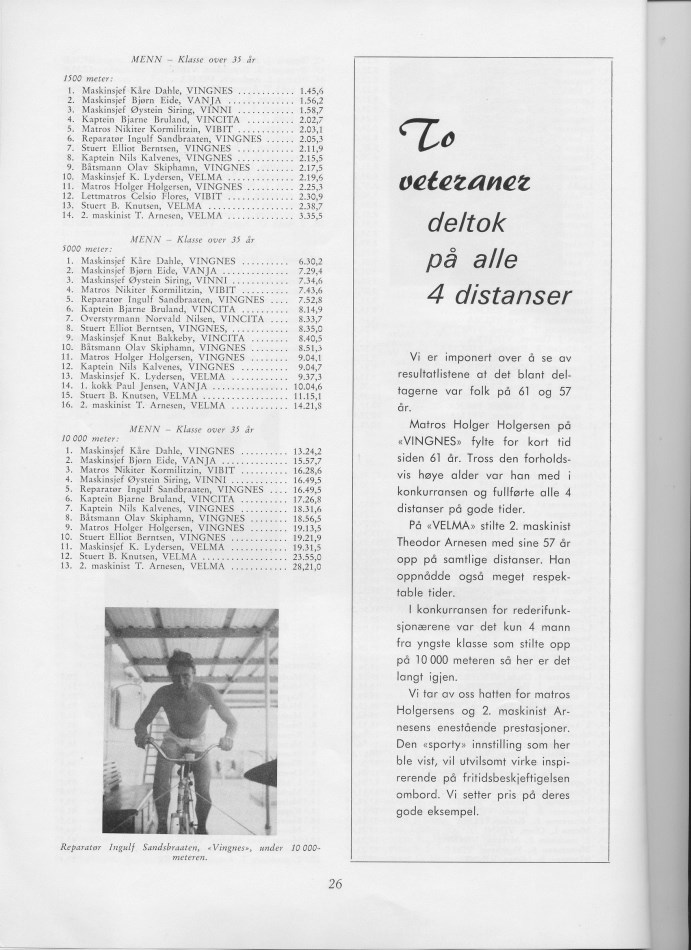 MENN – Klasse over 35 år
1500 meter:
1. Maskinsjef Kåre Dahle, VINGNES ............ 1.45,6
2. Maskinsjef Bjørn Eide, VANJA .............. 1.56,2
3. Maskinsjef Øystein Siring, VINNI ............ 1.58,7
4. Kaptein Bjarne Bruland, VINCITA .......... 2.02,7
5. Matros Nikiter Kormilitzin, VIBIT ............ 2.03,1
6. Reparatør Ingulf Sandbraaten, VINGNES ...... 2.05,3
7. Stuert Elliot Berntsen, VINGNES ............ 2.11,9
8. Kaptein Nils Kalvenes, VINGNES ............ 2.15,5
9. Båtsmann Olav Skiphamn, VINGNES ........ 2.17,5
10. Maskinsjef K. Lydersen, VELMA .............. 2.19,6
11. Matros Holger Holgersen, VINGNES .......... 2.25,3
12. Lettmatros Celsio Flores, VIBIT .............. 2.30,9
13. Stuert B. Knutsen, VELMA .................. 2.38,7
14. 2. maskinist T. Arnesen, VELMA .............. 3.35,5
MENN – Klasse over 35 år
5000 meter:
1. Maskinsjef Kåre Dahle, VINGNES .......... 6.30,2
2. Maskinsjef Bjørn Eide, VANJA .............. 7.29,4
3. Maskinsjef Øystein Siring, VINNI ............ 7.34,6
4. Matros Nikiter Kormilitzin, VIBIT .......... 7.43,6
5. Reparatør Ingulf Sandbraaten, VINGNES .... 7.52,8
6. Kaptein Bjarne Bruland, VINCITA .......... 8.14,9
7. Overstyrmann Norvald Nilsen, VINCITA .... 8.33,7
8. Stuert Elliot Berntsen, VINGNES, ............ 8.35,0
9. Maskinsjef Knut Bakkeby, VINCITA ........ 8.40,5
10. Båtsmann Olav Skiphamn, VINGNES ........ 8.51,3
11. Matros Holger Holgersen, VINGNES ........ 9.04,1
12. Kaptein Nils Kalvenes, VINGNES .......... 9.04,7
13. Maskinsjef K. Lydersen, VELMA ............ 9.37,3
14. 1. kokk Paul Jensen, VANJA ................ 10.04,6
15. Stuert B. Knutsen, VELMA .................. 11.15,1
16. 2. maskinist T. Arnesen, VELMA ............ 14.21,8
MENN – Klasse over 35 år
10 000 meter:
1. Maskinsjef Kåre Dahle, VINGNES .......... 13.24,2
2. Maskinsjef Bjørn Eide, VANJA .............. 15.57,7
3. Matros Nikiter Kormilitzin, VIBIT .......... 16.28,6
4. Maskinsjef Øystein Siring, VINNI ............ 16.49,5
5. Reparatør Ingulf Sandbraaten, VINGNES .... 16.49,5
6. Kaptein Bjarne Bruland, VINCITA .......... 17.26,8
7. Kaptein Nils Kalvenes, VINGNES .......... 18.31,6
8. Båtsmann Olav Skiphamn, VINGNES ........ 18.56,5
9. Matros Holger Holgersen, VINGNES ........ 19.13,5
10. Stuert Elliot Berntsen, VINGNES ............ 19.21,9
11. Maskinsjef K. Lydersen, VELMA ............ 19.31,5
12. Stuert B. Knutsen, VELMA .................. 23.55,0
13. 2. maskinist T. Arnesen, VELMA ............ 28,21,0
Reparatør Ingulf Sandsbraaten, «Vingnes», under 10 000-
meteren.
To
veteraner
deltok
på alle
4 distanser
Vi er imponert over å se av
resultatlistene at det blant del-
tagerne var folk på 61 og 57
år.
Matros Holger Holgersen på
«VINGNES» fylte for kort tid
siden 61 år. Tross den forholds-
vis høye alder var han med i
konkurransen og fullførte alle 4
distanser på gode tider.
På «VELMA» stilte 2. maskinist
Theodor Arnesen med sine 57 år
opp på samtlige distanser. Han
oppnådde også meget respek-
table tider.
I konkurransen for rederifunk-
sjonærene var det kun 4 mann
fra yngste klasse som stilte opp
på 10 000 meteren så her er det
langt igjen.
Vi tar av oss hatten for matros
Holgersens og 2. maskinist Ar-
nesens enestående prestasjoner.
Den «sporty» innstilling som her
ble vist, vil utvilsomt virke inspi-
rerende på fritidsbeskjeftigelsen
ombord. Vi setter pris på deres
gode eksempel.
26